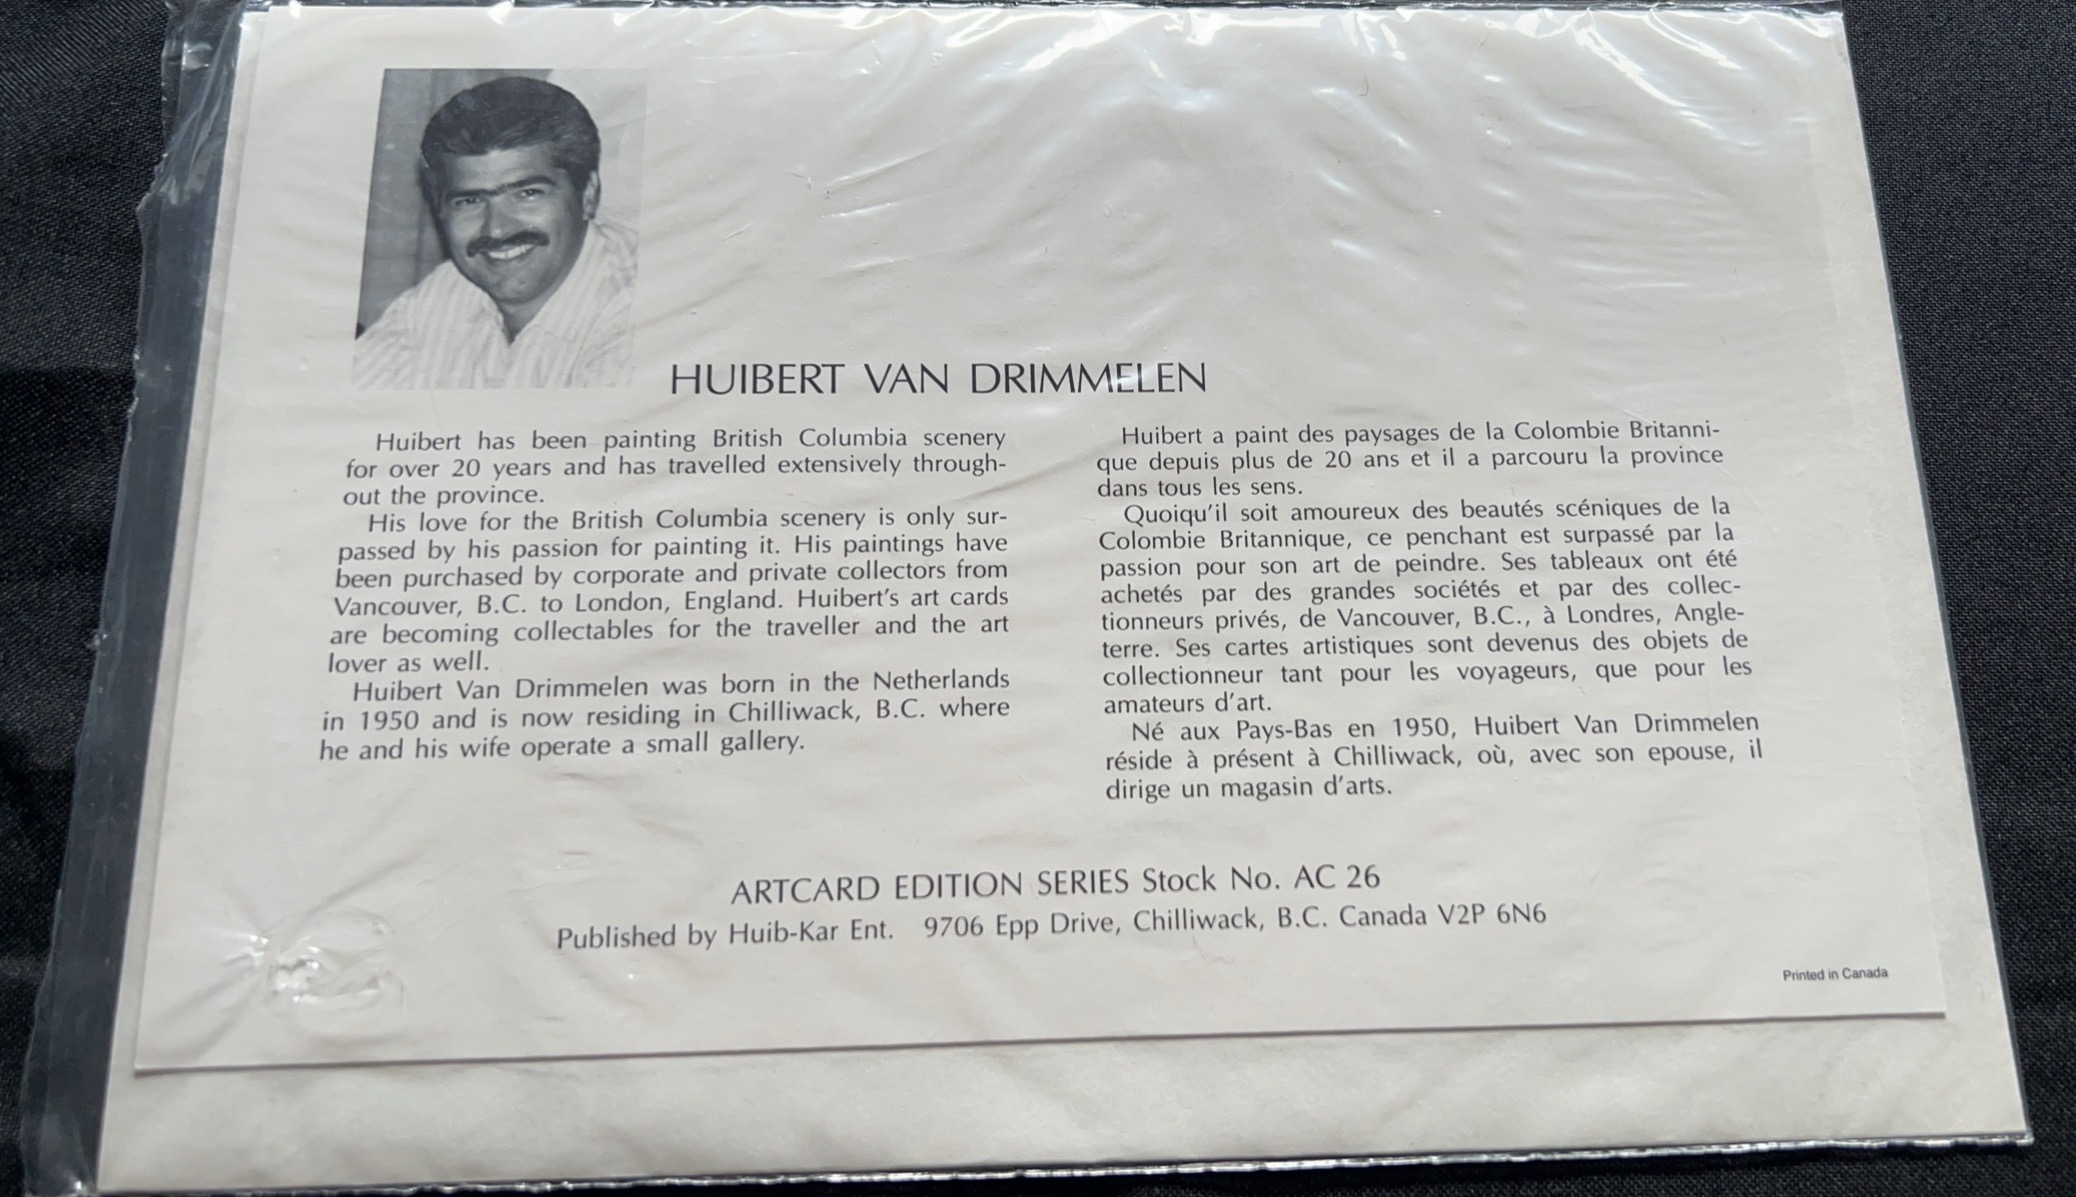 HUIBERT VAN DRIMMELEN
Huibert has been painting British Columbia scenery
for over 20 years and has travelled extensively through-
out the province.
His love for the British Columbia scenery is only sur-
passed by his passion for painting it. His paintings have
been purchased by corporate and private collectors from
Vancouver, B.C. to London, England. Huibert's art cards
are becoming collectables for the traveller and the art
lover as well.
Huibert Van Drimmelen was born in the Netherlands
in 1950 and is now residing in Chilliwack, B.C. where
he and his wife operate a small gallery.
Huibert a paint des paysages de la Colombie Britanni-
que depuis plus de 20 ans et il a parcouru la province
dans tous les sens.
Quoiqu'il soit amoureux des beautés scéniques de la
Colombie Britannique, ce penchant est surpassé par la
passion pour son art de peindre. Ses tableaux ont été
achetés par des grandes sociétés et par des collec-
tionneurs privés, de Vancouver, B.C., à Londres, Angle-
terre. Ses cartes artistiques sont devenus des objets de
collectionneur tant pour les voyageurs, que pour les
amateurs d'art.
Né aux Pays-Bas en 1950, Huibert Van Drimmelen
réside à présent à Chilliwack, où, avec son epouse, il
dirige un magasin d'arts.
ARTCARD EDITION SERIES Stock No. AC 26
Published by Huib-Kar Ent. 9706 Epp Drive, Chilliwack, B.C. Canada V2P 6N6
Printed in Canada